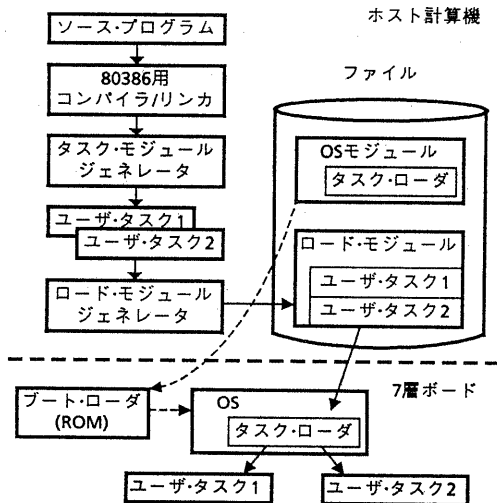 ホスト計算機
ソース・プログラム
80386用
コンパイラ/リンカ
タスク・モジュール
ジェネレータ
ユーザ・タスク1
ユーザ・タスク2
ロード・モジュール
ジェネレータ
ファイル
OSモジュール
タスク・ローダ
ロード・モジュール
ユーザ・タスク1
ユーザ・タスク2
7層ボード
ブート・ローダ
(ROM)
OS
タスク・ローダ
ユーザ・タスク1
ユーザ・タスク2